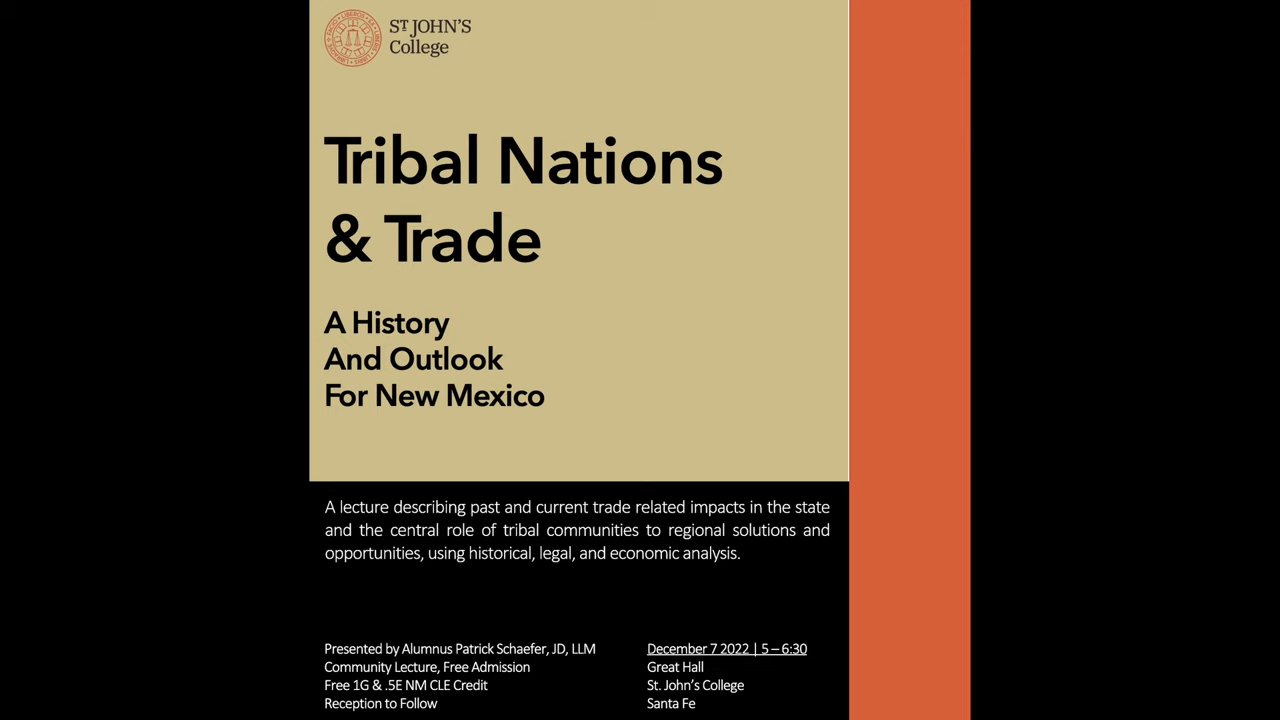 ST JOHN'S
College
Tribal Nations
& Trade
A History
And Outlook
For New Mexico
A lecture describing past and current trade related impacts in the state
and the central role of tribal communities to regional solutions and
opportunities, using historical, legal, and economic analysis.
Presented by Alumnus Patrick Schaefer, JD, LLM
Community Lecture, Free Admission
Free 1G & .5E NM CLE Credit
Reception to Follow
December 7 2022 | 5 – 6:30
Great Hall
St. John's College
Santa Fe